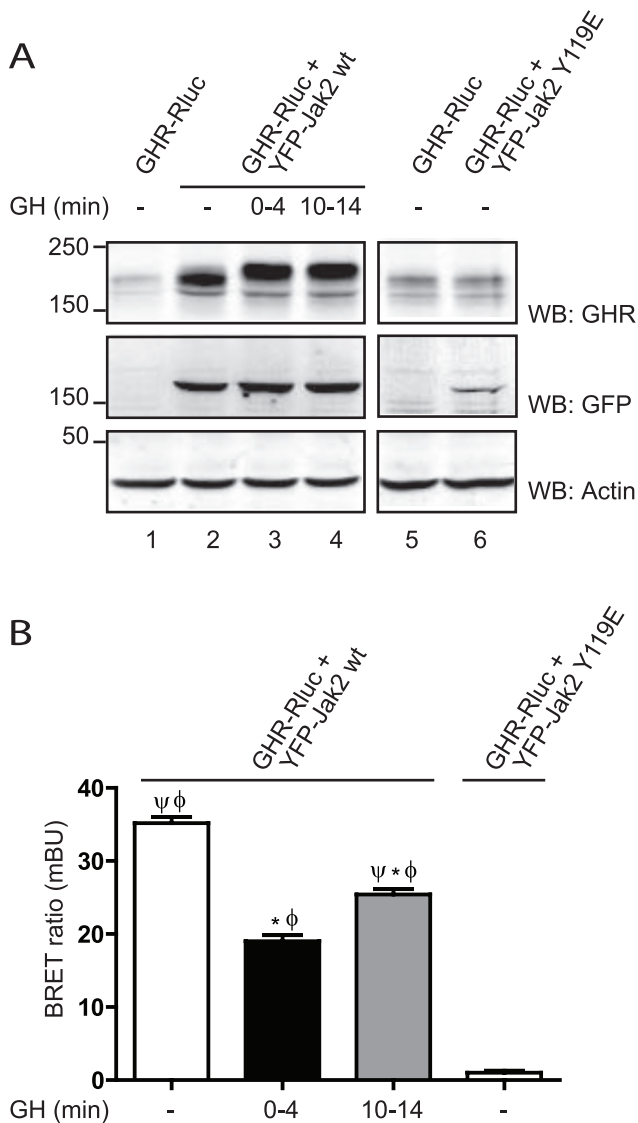 A
GHR-Rluc
GHR-Rluc +
YFP-Jak2 wt
GHR-Rluc
GHR-Rluc +
YFP-Jak2 Y119E
GH (min) - - 0-4 10-14 - -
250
150
WB: GHR
150
WB: GFP
50
WB: Actin
1 2 3 4 5 6
B
GHR-Rluc +
YFP-Jak2 wt
GHR-Rluc +
YFP-Jak2 Y119E
BRET ratio (mBU)
40
30
20
10
0
ψ ϕ
* ϕ
ψ * ϕ
GH (min) - 0-4 10-14 -